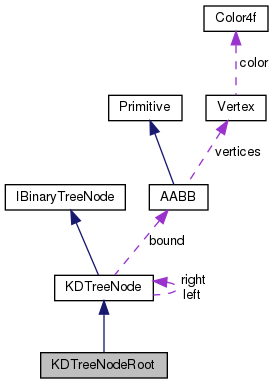 Color4f
color
Primitive
Vertex
vertices
IBinaryTreeNode
AABB
bound
KDTreeNode
right
left
KDTreeNodeRoot